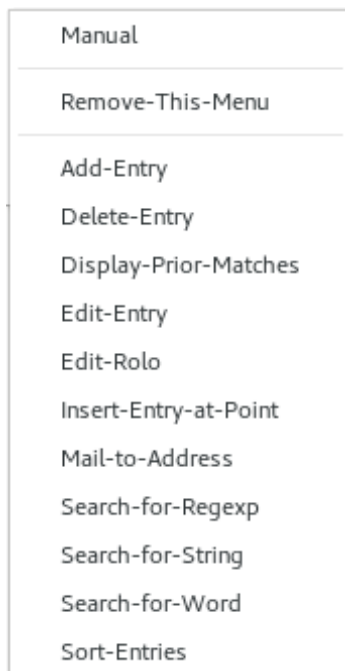 Manual
Remove-This-Menu
Add-Entry
Delete-Entry
Display-Prior-Matches
Edit-Entry
Edit-Rolo
Insert-Entry-at-Point
Mail-to-Address
Search-for-Regexp
Search-for-String
Search-for-Word
Sort-Entries